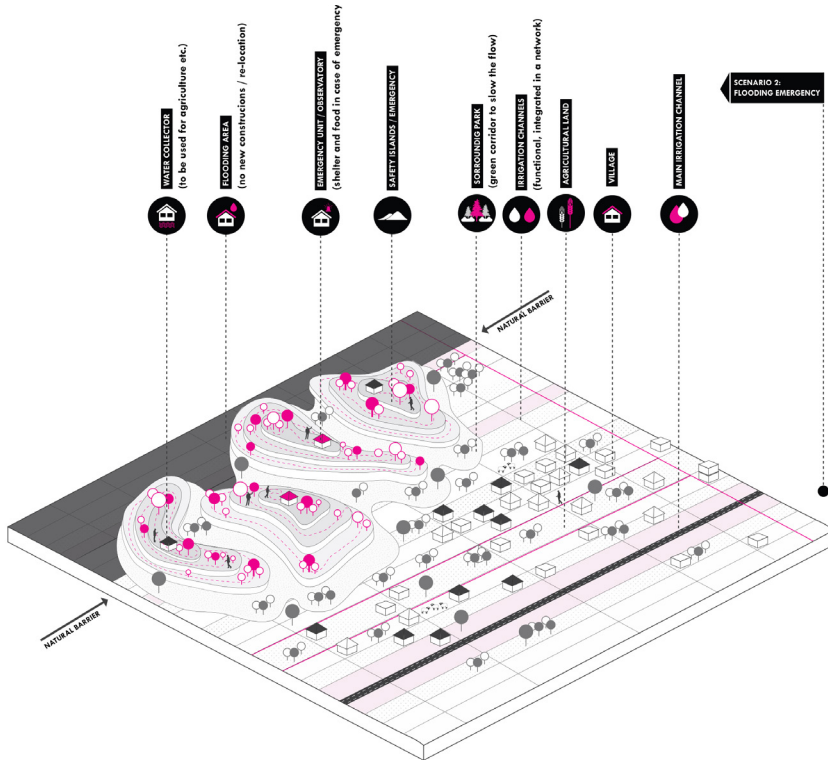 WATER COLLECTOR
(to be used for agriculture etc.)
FLOODING AREA
(no new construcions / re-location)
EMERGENCY UNIT / OBSERVATORY
(shelter and food in case of emergency
SAFETY ISLANDS / EMERGENCY
SORROUNDIG PARK
(green corridor to slow the flow)
IRRIGATION CHANNELS
(functional, integrated in a network)
AGRICULTURAL LAND
VILLAGE
MAIN IRRIGATION CHANNEL
SCENARIO 2:
FLOODING EMERGENCY
NATURAL BARRIER
NATURAL BARRIER